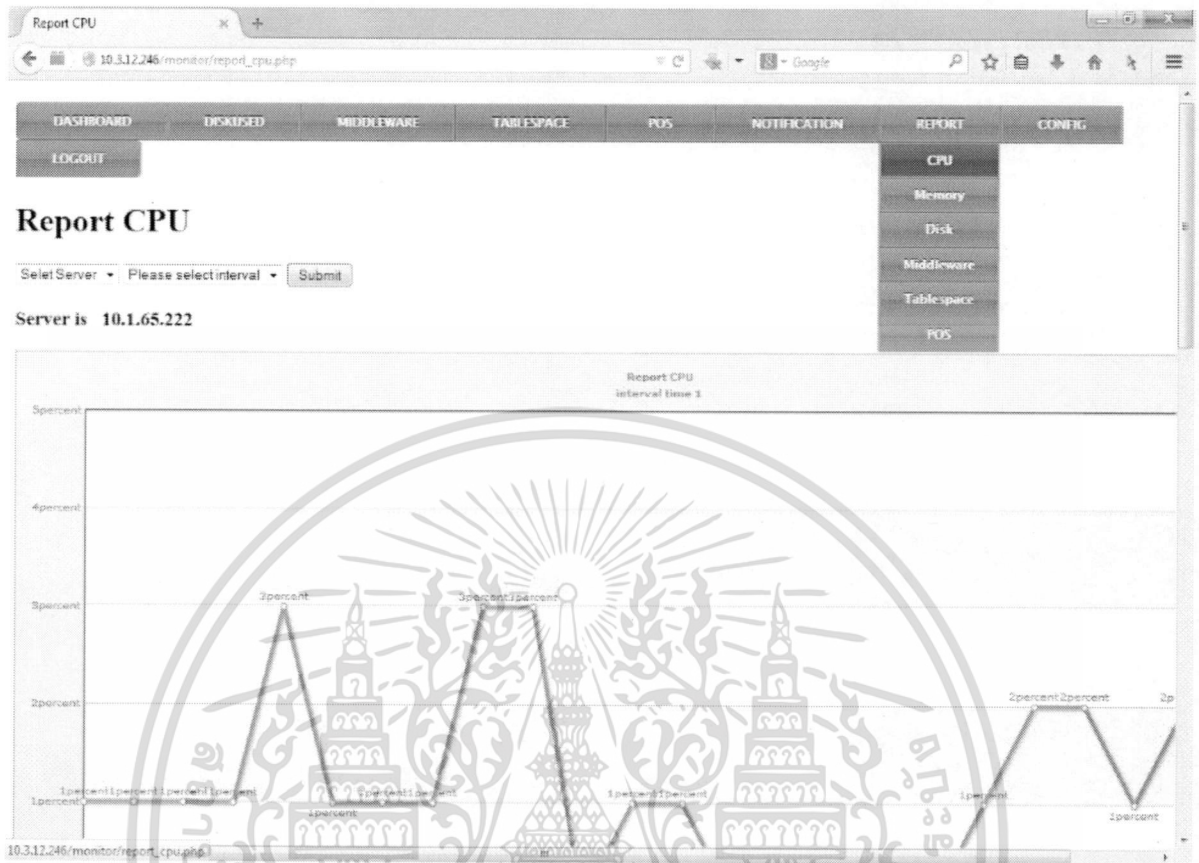 Report CPU
10.3.12.246/monitor/report_cpu.php
Google
DASHBOARD DISKUSED MIDDLEWARE TABLESPACE POS NOTIFICATION REPORT CONFIG
LOGOUT
CPU
Memory
Disk
Middleware
Tablespace
POS
Report CPU
Selet Server Please select interval Submit
Server is 10.1.65.222
Report CPU
interval time 1
5percent
4percent
3percent
2percent
1percent
3percent
3percent 3percent
2percent 2percent
1percent 1percent 1percent 1percent
1percent
1percent 1percent
1percent 1percent
1percent
1percent
10.3.12.246/monitor/report_cpu.php